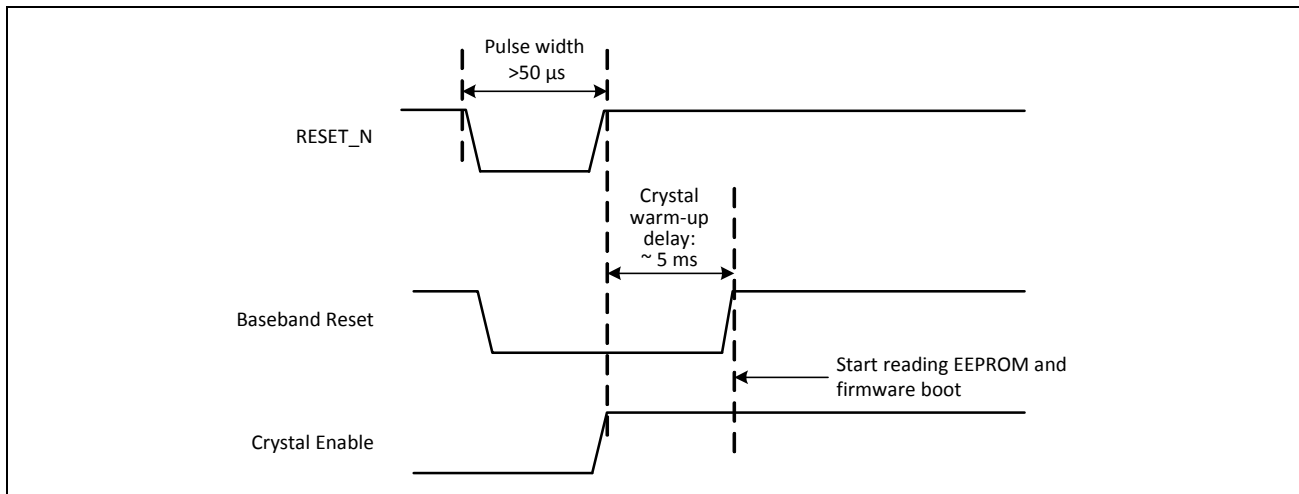 Pulse width
>50 µs
RESET_N
Crystal
warm-up
delay:
~ 5 ms
Baseband Reset
Start reading EEPROM and
firmware boot
Crystal Enable